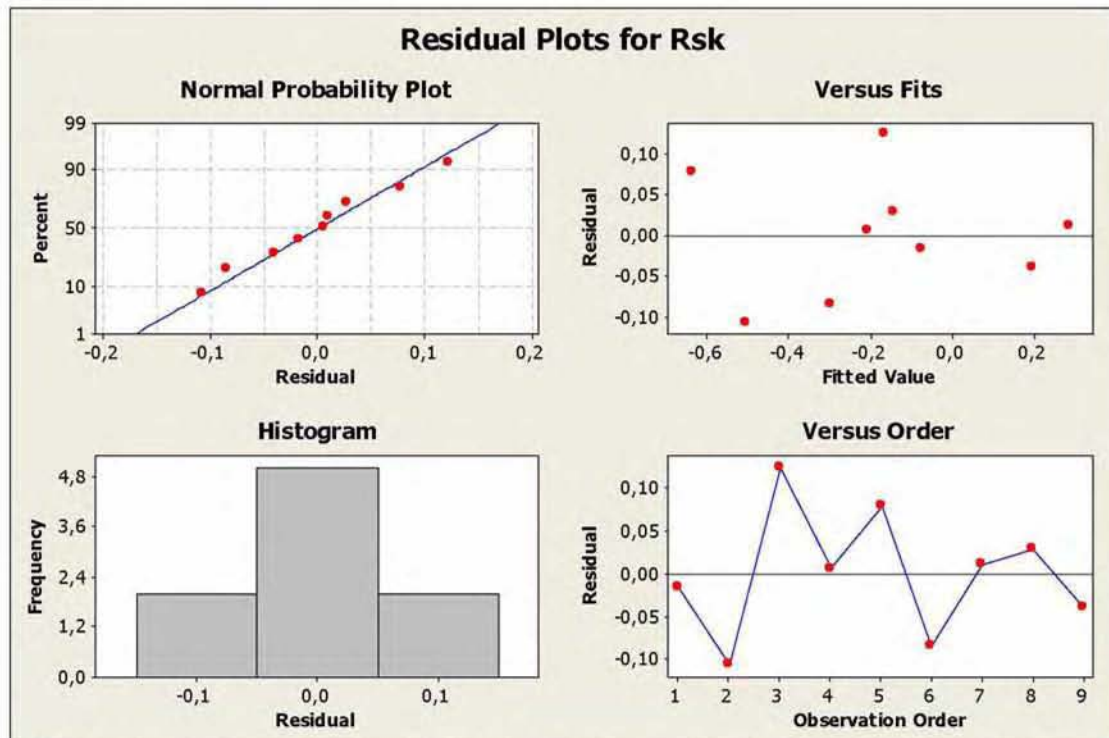 Residual Plots for Rsk
Normal Probability Plot
99
90
50
10
1
Percent
-0,2 -0,1 0,0 0,1 0,2
Residual
Versus Fits
0,10
0,05
0,00
-0,05
-0,10
Residual
-0,6 -0,4 -0,2 0,0 0,2
Fitted Value
Histogram
4,8
3,6
2,4
1,2
0,0
Frequency
-0,1 0,0 0,1
Residual
Versus Order
0,10
0,05
0,00
-0,05
-0,10
Residual
1 2 3 4 5 6 7 8 9
Observation Order